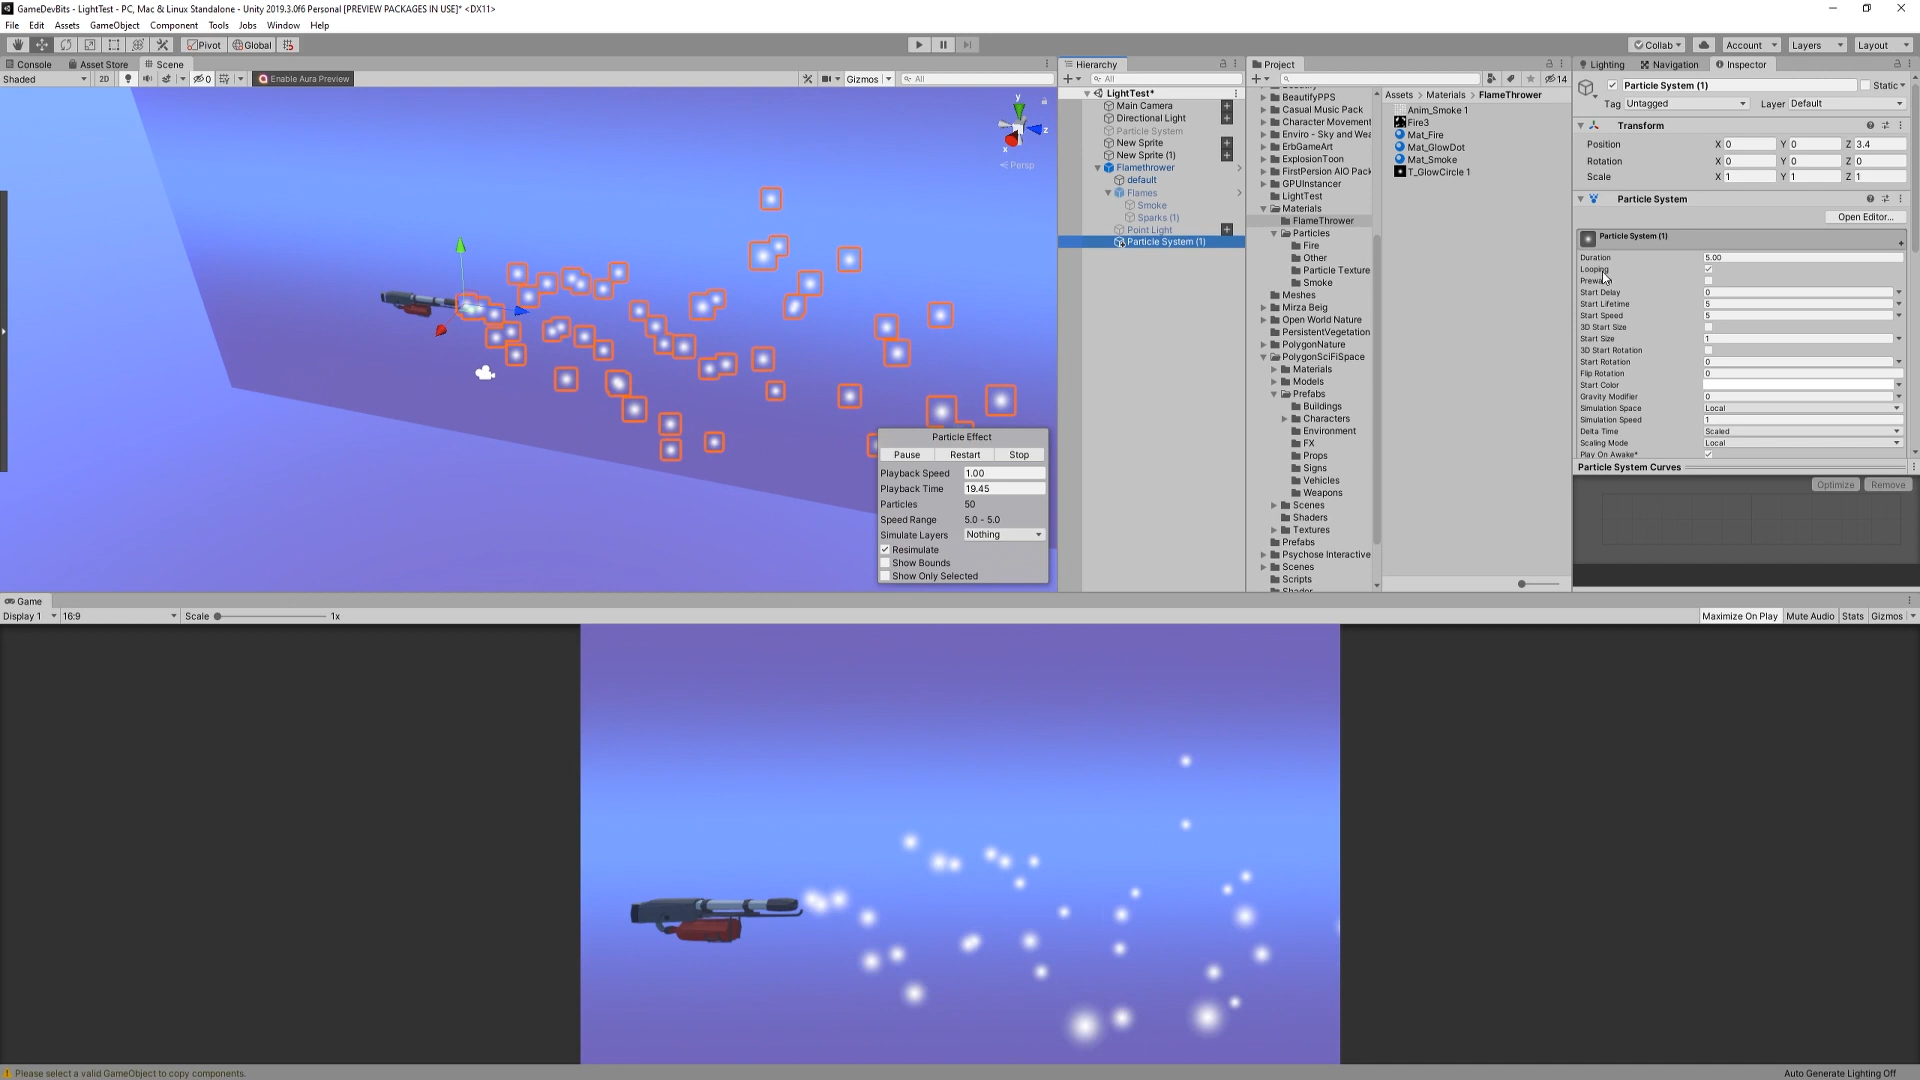 GameDevBits - LightTest - PC, Mac & Linux Standalone - Unity 2019.3.0f6 Personal [PREVIEW PACKAGES IN USE]* <DX11>
File Edit Assets GameObject Component Tools Jobs Window Help
Pivot Global Collab Account Layers Layout
Console Asset Store Scene
Shaded 2D 0 Enable Aura Preview Gizmos All
y
z
x
Persp
Particle Effect
Pause Restart Stop
Playback Speed 1.00
Playback Time 19.45
Particles 50
Speed Range 5.0 - 5.0
Simulate Layers Nothing
Resimulate
Show Bounds
Show Only Selected
Hierarchy
All
LightTest*
Main Camera
Directional Light
Particle System
New Sprite
New Sprite (1)
Flamethrower
default
Flames
Smoke
Sparks (1)
Point Light
Particle System (1)
Project
14
BeautifyPPS
Casual Music Pack
Character Movement
Enviro - Sky and Wea
ErbGameArt
ExplosionToon
FirstPersion AIO Pack
GPUInstancer
LightTest
Materials
FlameThrower
Particles
Fire
Other
Particle Texture
Smoke
Meshes
Mirza Beig
Open World Nature
PersistentVegetation
PolygonNature
PolygonSciFiSpace
Materials
Models
Prefabs
Buildings
Characters
Environment
FX
Props
Signs
Vehicles
Weapons
Scenes
Shaders
Textures
Prefabs
Psychose Interactive
Scenes
Scripts
Shader
Assets > Materials > FlameThrower
Anim_Smoke 1
Fire3
Mat_Fire
Mat_GlowDot
Mat_Smoke
T_GlowCircle 1
Lighting Navigation Inspector
Particle System (1) Static
Tag Untagged Layer Default
Transform
Position X 0 Y 0 Z 3.4
Rotation X 0 Y 0 Z 0
Scale X 1 Y 1 Z 1
Particle System
Open Editor...
Particle System (1)
Duration 5.00
Looping
Start Delay 0
Start Lifetime 5
Start Speed 5
3D Start Size
Start Size 1
3D Start Rotation
Start Rotation 0
Flip Rotation 0
Start Color
Gravity Modifier 0
Simulation Space Local
Simulation Speed 1
Delta Time Scaled
Scaling Mode Local
Play On Awake*
Particle System Curves
Optimize Remove
Game
Display 1 16:9 Scale 1x Maximize On Play Mute Audio Stats Gizmos
Please select a valid GameObject to copy components.
Auto Generate Lighting Off